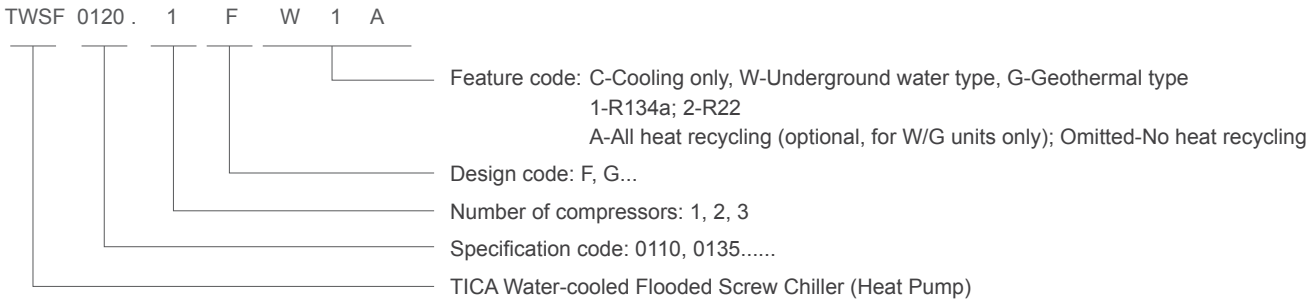 TWSF 0120 . 1 F W 1 A
Feature code: C-Cooling only, W-Underground water type, G-Geothermal type
1-R134a; 2-R22
A-All heat recycling (optional, for W/G units only); Omitted-No heat recycling
Design code: F, G...
Number of compressors: 1, 2, 3
Specification code: 0110, 0135......
TICA Water-cooled Flooded Screw Chiller (Heat Pump)